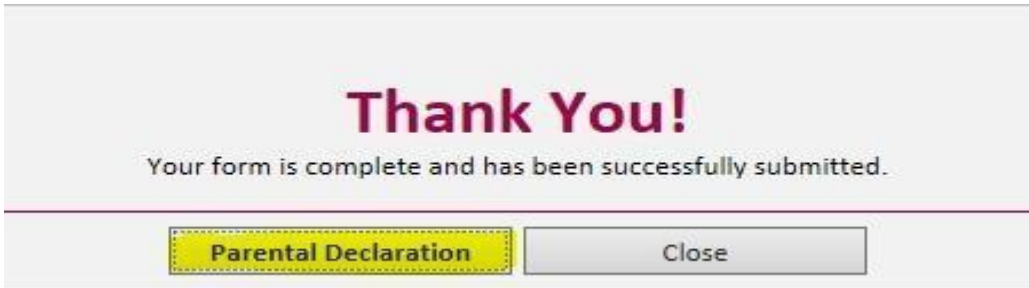 Thank You!
Your form is complete and has been successfully submitted.
Parental Declaration Close